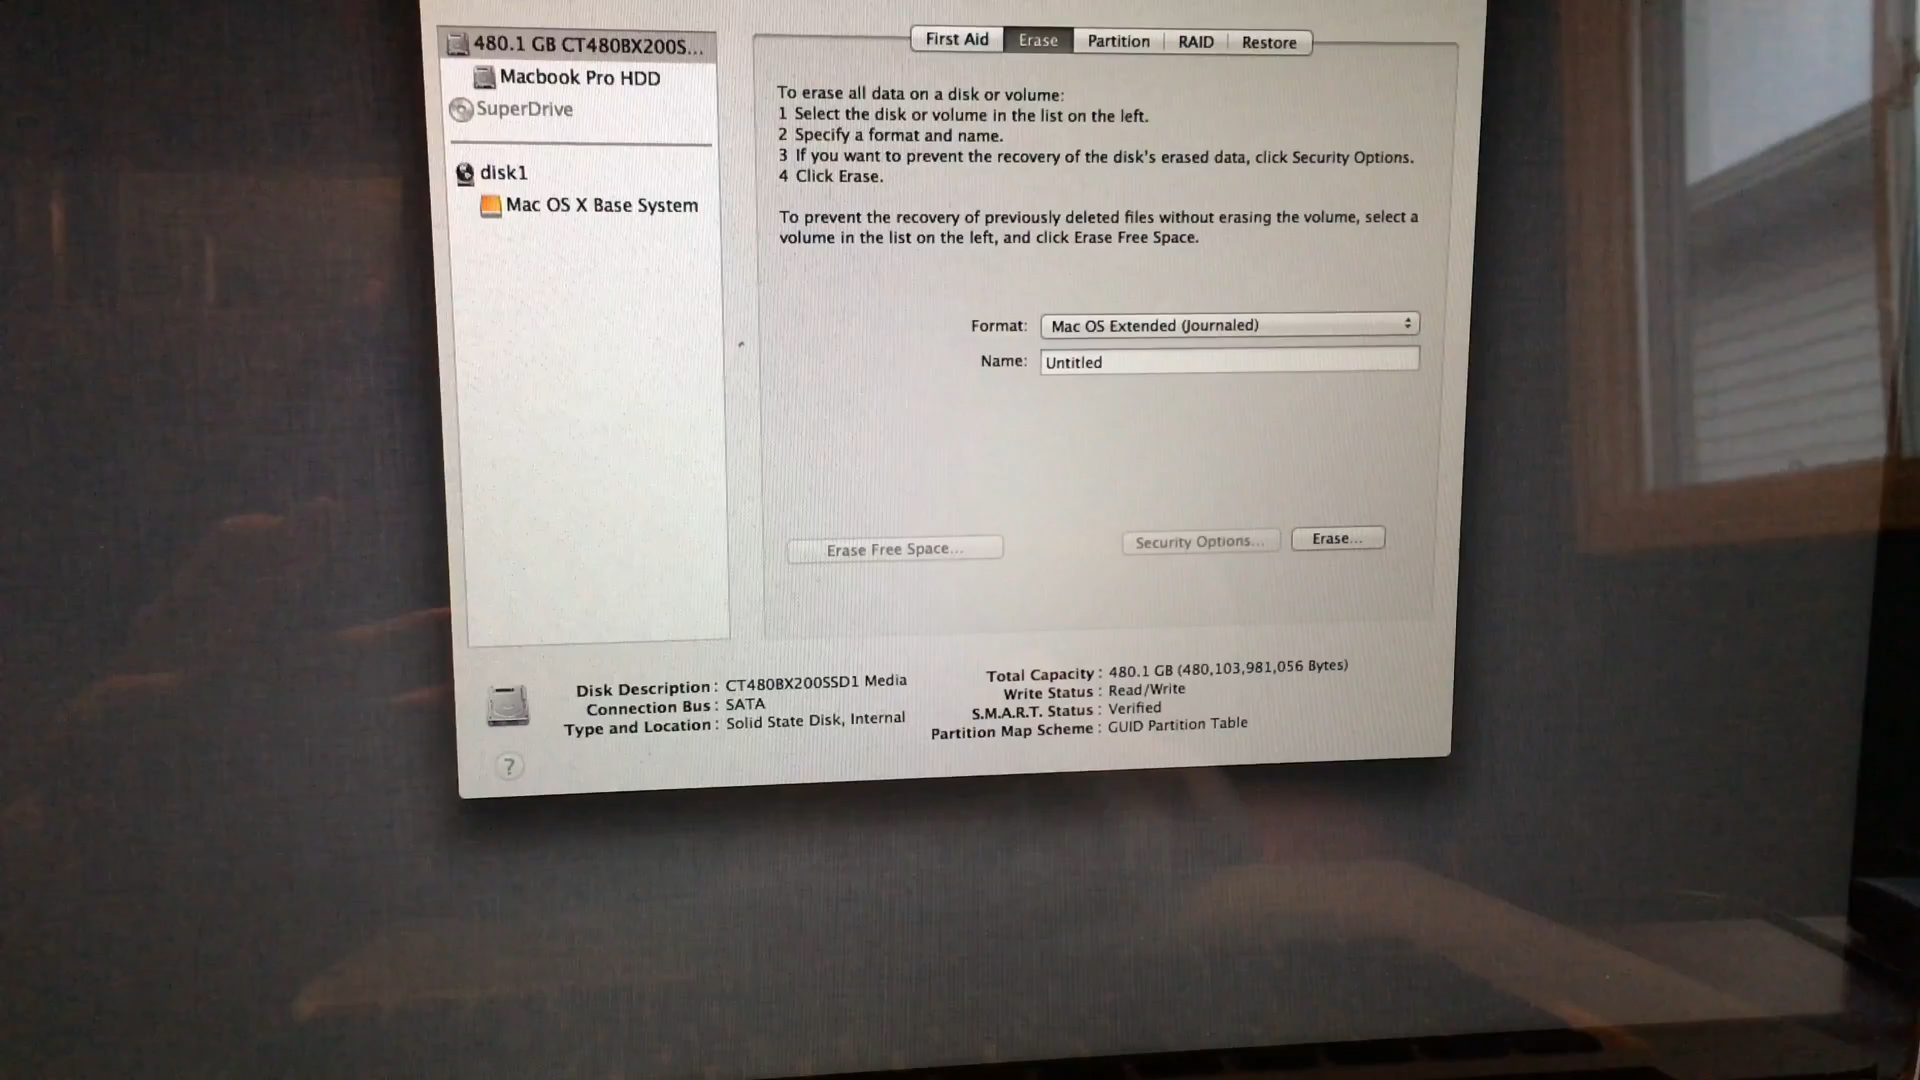 480.1 GB CT480BX200S...
Macbook Pro HDD
SuperDrive
disk1
Mac OS X Base System
First Aid
Erase
Partition
RAID
Restore
To erase all data on a disk or volume:
1 Select the disk or volume in the list on the left.
2 Specify a format and name.
3 If you want to prevent the recovery of the disk's erased data, click Security Options.
4 Click Erase.
To prevent the recovery of previously deleted files without erasing the volume, select a
volume in the list on the left, and click Erase Free Space.
Format: Mac OS Extended (Journaled)
Name: Untitled
Erase Free Space...
Security Options...
Erase...
Disk Description : CT480BX200SSD1 Media
Connection Bus : SATA
Type and Location : Solid State Disk, Internal
Total Capacity : 480.1 GB (480,103,981,056 Bytes)
Write Status : Read/Write
S.M.A.R.T. Status : Verified
Partition Map Scheme : GUID Partition Table
?